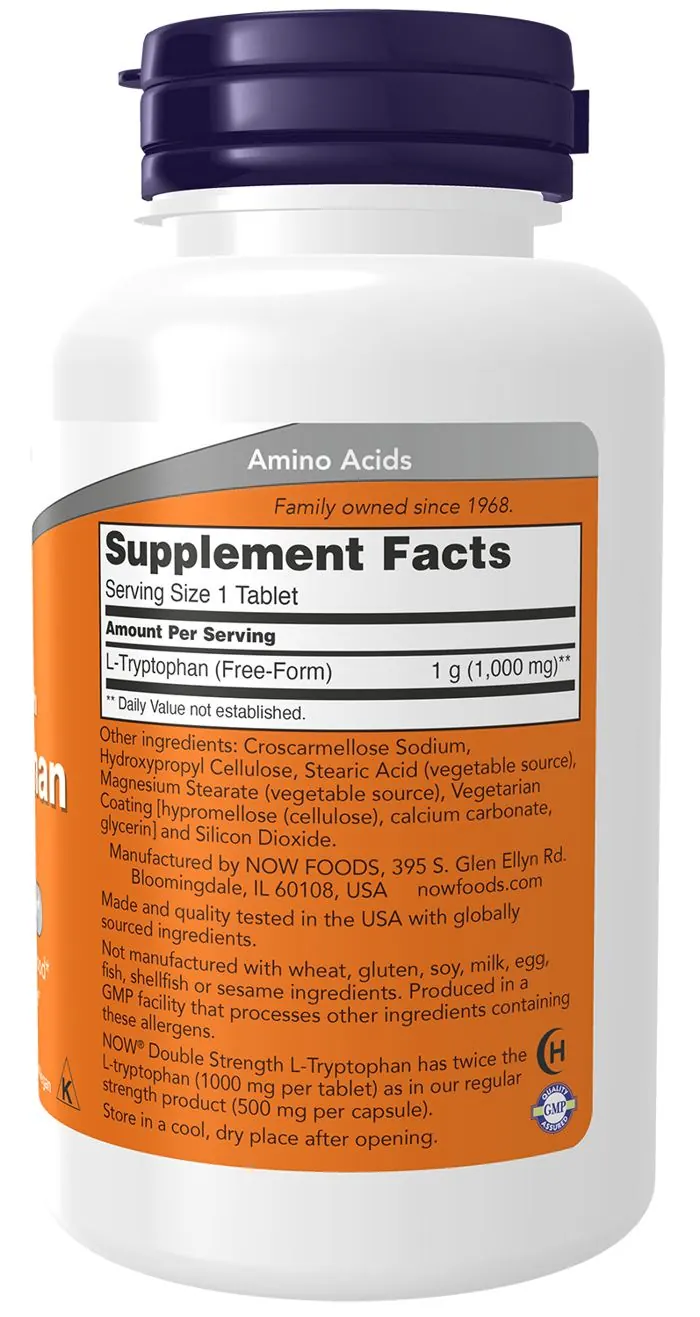 Amino Acids
Family owned since 1968.
Supplement Facts
Serving Size 1 Tablet
Amount Per Serving
L-Tryptophan (Free-Form) 1 g (1,000 mg)**
** Daily Value not established.
Other ingredients: Croscarmellose Sodium,
Hydroxypropyl Cellulose, Stearic Acid (vegetable source),
Magnesium Stearate (vegetable source), Vegetarian
Coating [hypromellose (cellulose), calcium carbonate,
glycerin] and Silicon Dioxide.
Manufactured by NOW FOODS, 395 S. Glen Ellyn Rd.
Bloomingdale, IL 60108, USA nowfoods.com
Made and quality tested in the USA with globally
sourced ingredients.
Not manufactured with wheat, gluten, soy, milk, egg,
fish, shellfish or sesame ingredients. Produced in a
GMP facility that processes other ingredients containing
these allergens.
NOW® Double Strength L-Tryptophan has twice the
L-tryptophan (1000 mg per tablet) as in our regular
strength product (500 mg per capsule).
Store in a cool, dry place after opening.
H
QUALITY
GMP
ASSURED
K